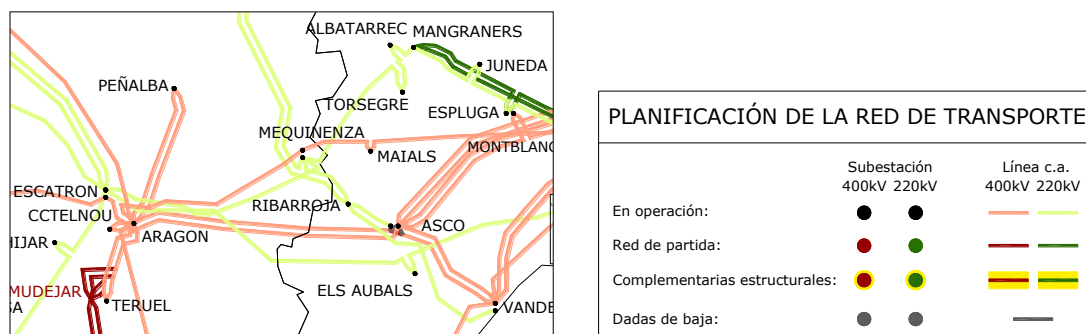 ALBATARREC MANGRANERS
JUNEDA
PEÑALBA
TORSEGRE
ESPLUGA
MEQUINENZA
MONTBLANC
MAIALS
ESCATRON
RIBARROJA
CCTELNOU
ASCO
ARAGON
HIJAR
ELS AUBALS
MUDEJAR
TERUEL
SA
VANDE
PLANIFICACIÓN DE LA RED DE TRANSPORTE
Subestación Línea c.a.
400kV 220kV 400kV 220kV
En operación:
Red de partida:
Complementarias estructurales:
Dadas de baja: